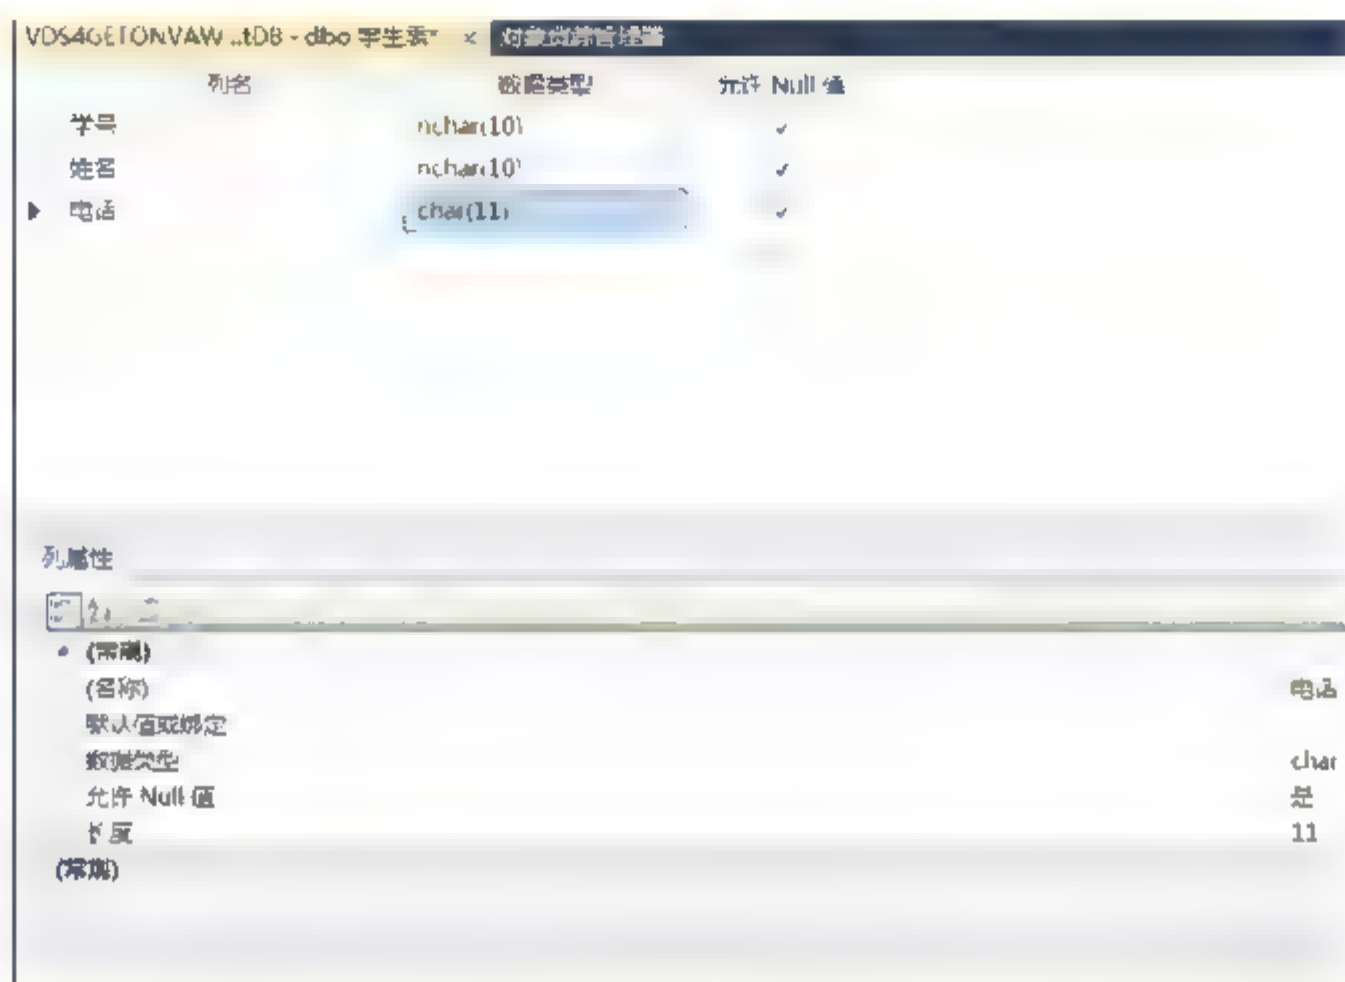 dbo 学生表* ×
列名 数据类型 允许 Null 值
学号 nchar(10) ✓
姓名 nchar(10) ✓
电话 char(11) ✓
列属性
(常规)
(名称) 电话
默认值或绑定
数据类型 char
允许 Null 值 是
长度 11
(常规)